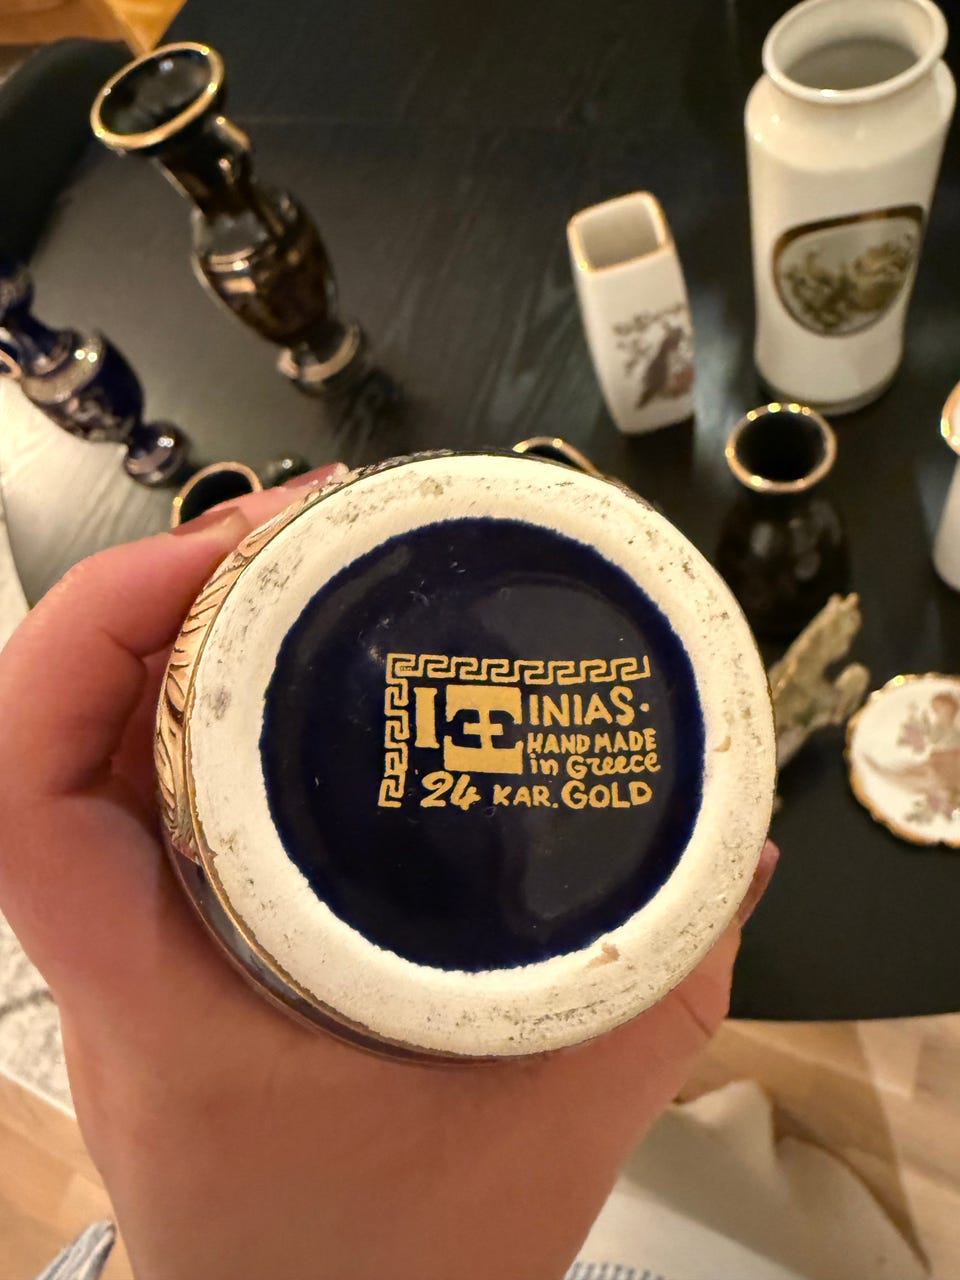 INIAS.
HAND MADE
in Greece
24 KAR. GOLD